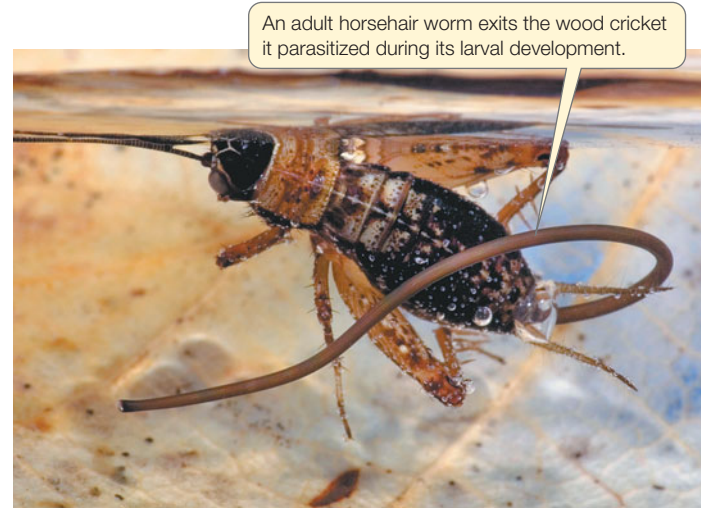 An adult horsehair worm exits the wood cricket
it parasitized during its larval development.